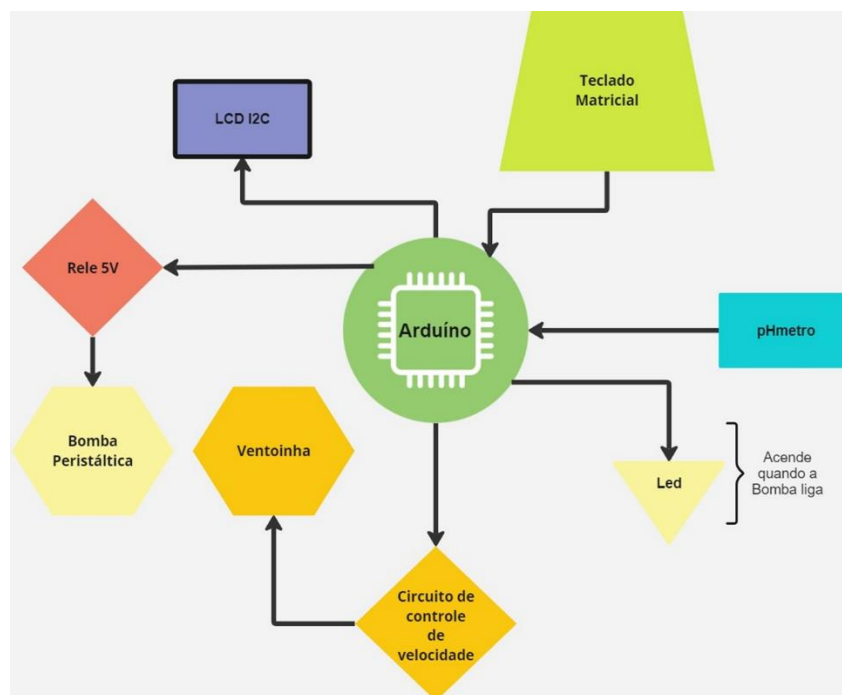 Teclado
Matricial
LCD I2C
Rele 5V
Arduíno
pHmetro
Bomba
Peristáltica
Ventoinha
Led
Acende
quando a
Bomba liga
Circuito de
controle
de
velocidade